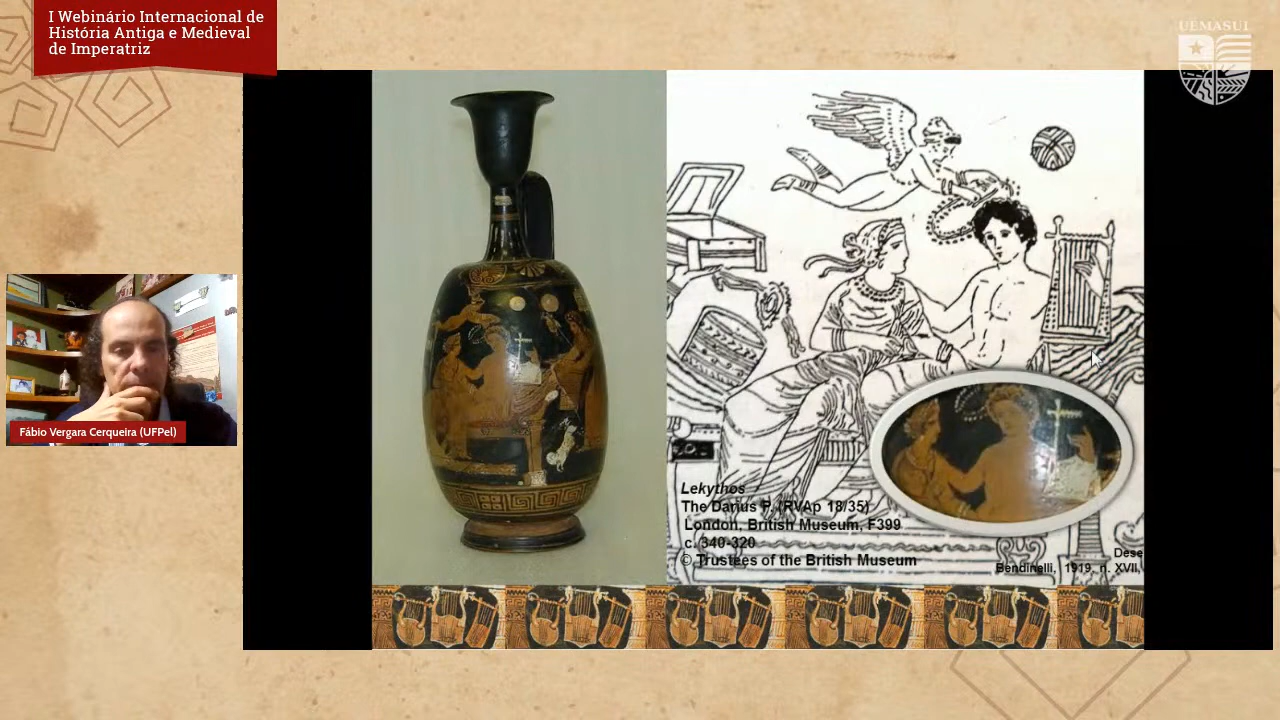 I Webinário Internacional de
História Antiga e Medieval
de Imperatriz
UEMASUL
Fábio Vergara Cerqueira (UFPel)
Lekythos
The Darius P. (RVAp 18/35)
London, British Museum, F399
c. 340-320
© Trustees of the British Museum
Dese
Bendinelli, 1919, n. XVII,